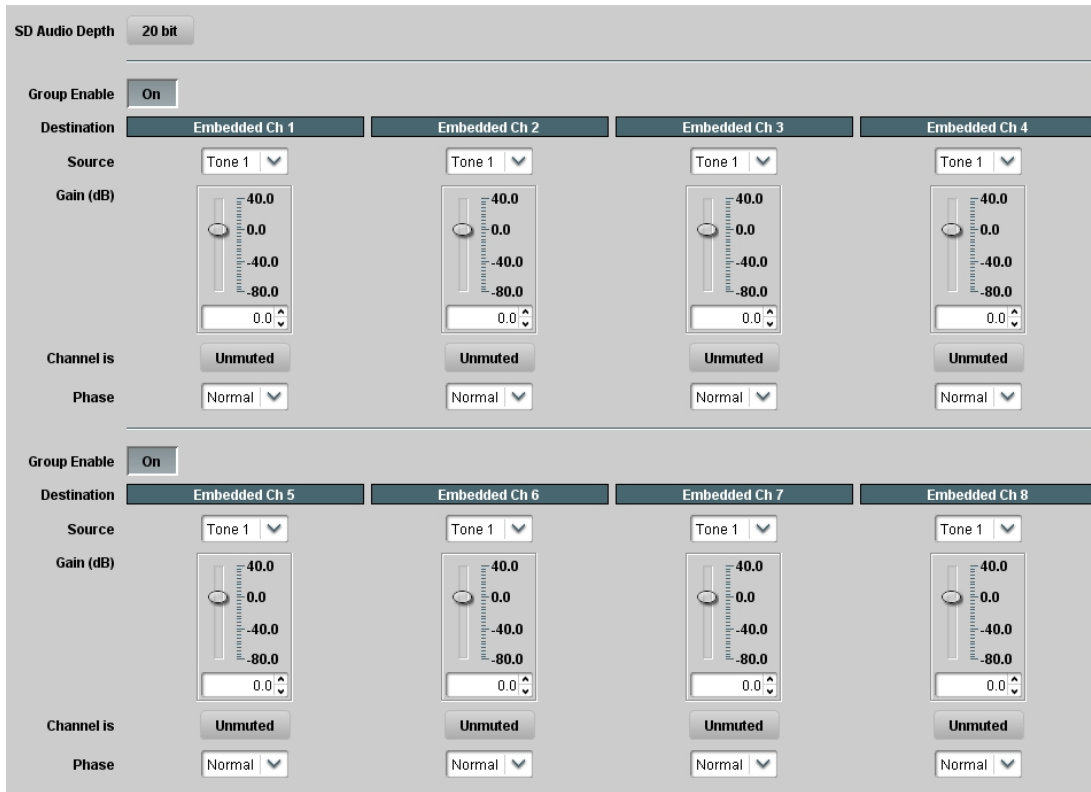 SD Audio Depth 20 bit
Group Enable On
Destination Embedded Ch 1 Embedded Ch 2 Embedded Ch 3 Embedded Ch 4
Source Tone 1 Tone 1 Tone 1 Tone 1
Gain (dB) 40.0 40.0 40.0 40.0
0.0 0.0 0.0 0.0
-40.0 -40.0 -40.0 -40.0
-80.0 -80.0 -80.0 -80.0
0.0 0.0 0.0 0.0
Channel is Unmuted Unmuted Unmuted Unmuted
Phase Normal Normal Normal Normal
Group Enable On
Destination Embedded Ch 5 Embedded Ch 6 Embedded Ch 7 Embedded Ch 8
Source Tone 1 Tone 1 Tone 1 Tone 1
Gain (dB) 40.0 40.0 40.0 40.0
0.0 0.0 0.0 0.0
-40.0 -40.0 -40.0 -40.0
-80.0 -80.0 -80.0 -80.0
0.0 0.0 0.0 0.0
Channel is Unmuted Unmuted Unmuted Unmuted
Phase Normal Normal Normal Normal